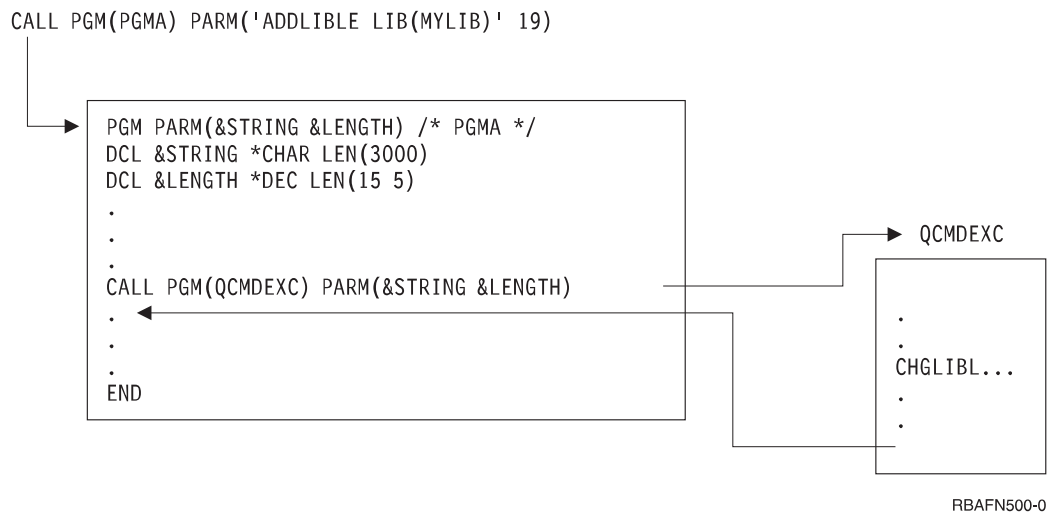 CALL PGM(PGMA) PARM('ADDLIBLE LIB(MYLIB)' 19)
PGM PARM(&STRING &LENGTH) /* PGMA */
DCL &STRING *CHAR LEN(3000)
DCL &LENGTH *DEC LEN(15 5)
.
.
.
CALL PGM(QCMDEXC) PARM(&STRING &LENGTH)
.
.
.
END
QCMDEXC
.
.
CHGLIBL...
.
.
RBAFN500-0